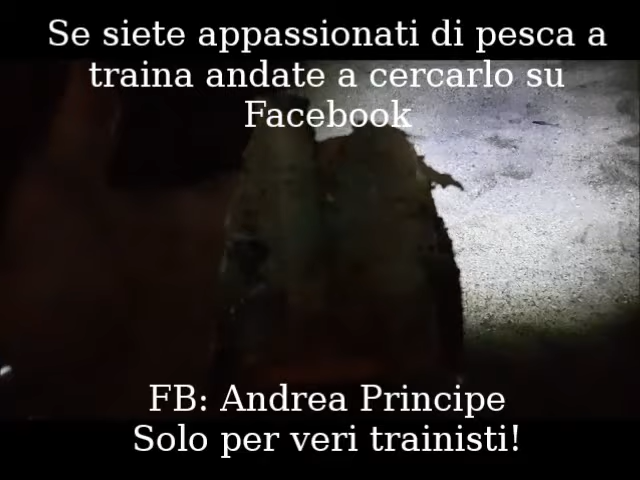 Se siete appassionati di pesca a
traina andate a cercarlo su
Facebook
FB: Andrea Principe
Solo per veri trainisti!